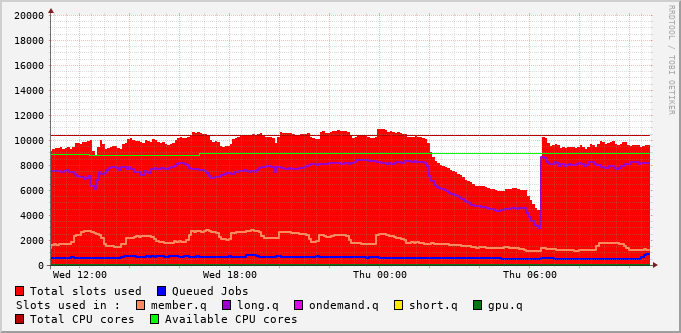 RRDTOOL / TOBI OETIKER
20000
18000
16000
14000
12000
10000
8000
6000
4000
2000
0
Wed 12:00 Wed 18:00 Thu 00:00 Thu 06:00
Total slots used Queued Jobs
Slots used in : member.q long.q ondemand.q short.q gpu.q
Total CPU cores Available CPU cores